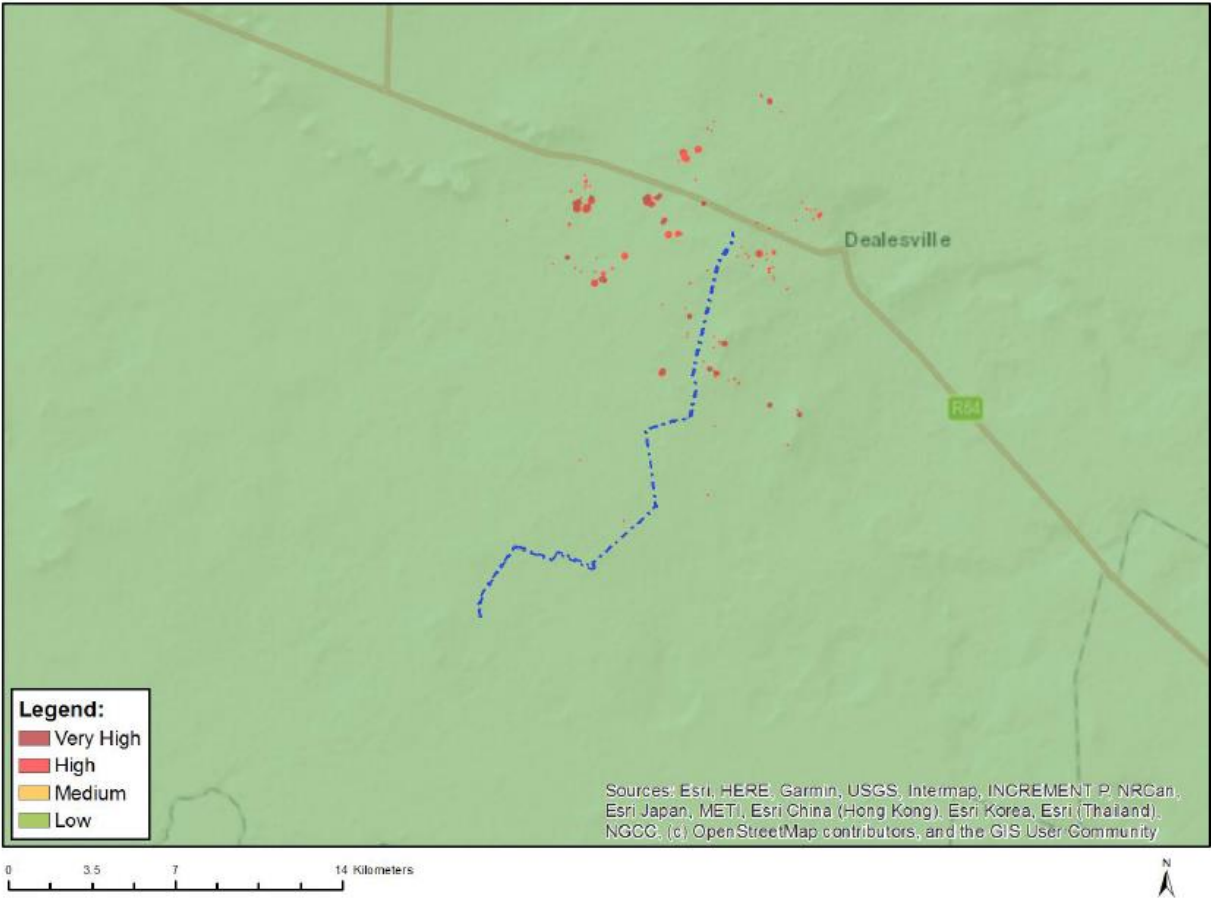 Dealesville
R64
Legend:
Very High
High
Medium
Low
Sources: Esri, HERE, Garmin, USGS, Intermap, INCREMENT P, NRCan,
Esri Japan, METI, Esri China (Hong Kong), Esri Korea, Esri (Thailand),
NGCC, (c) OpenStreetMap contributors, and the GIS User Community
0 3.5 7 14 Kilometers
N